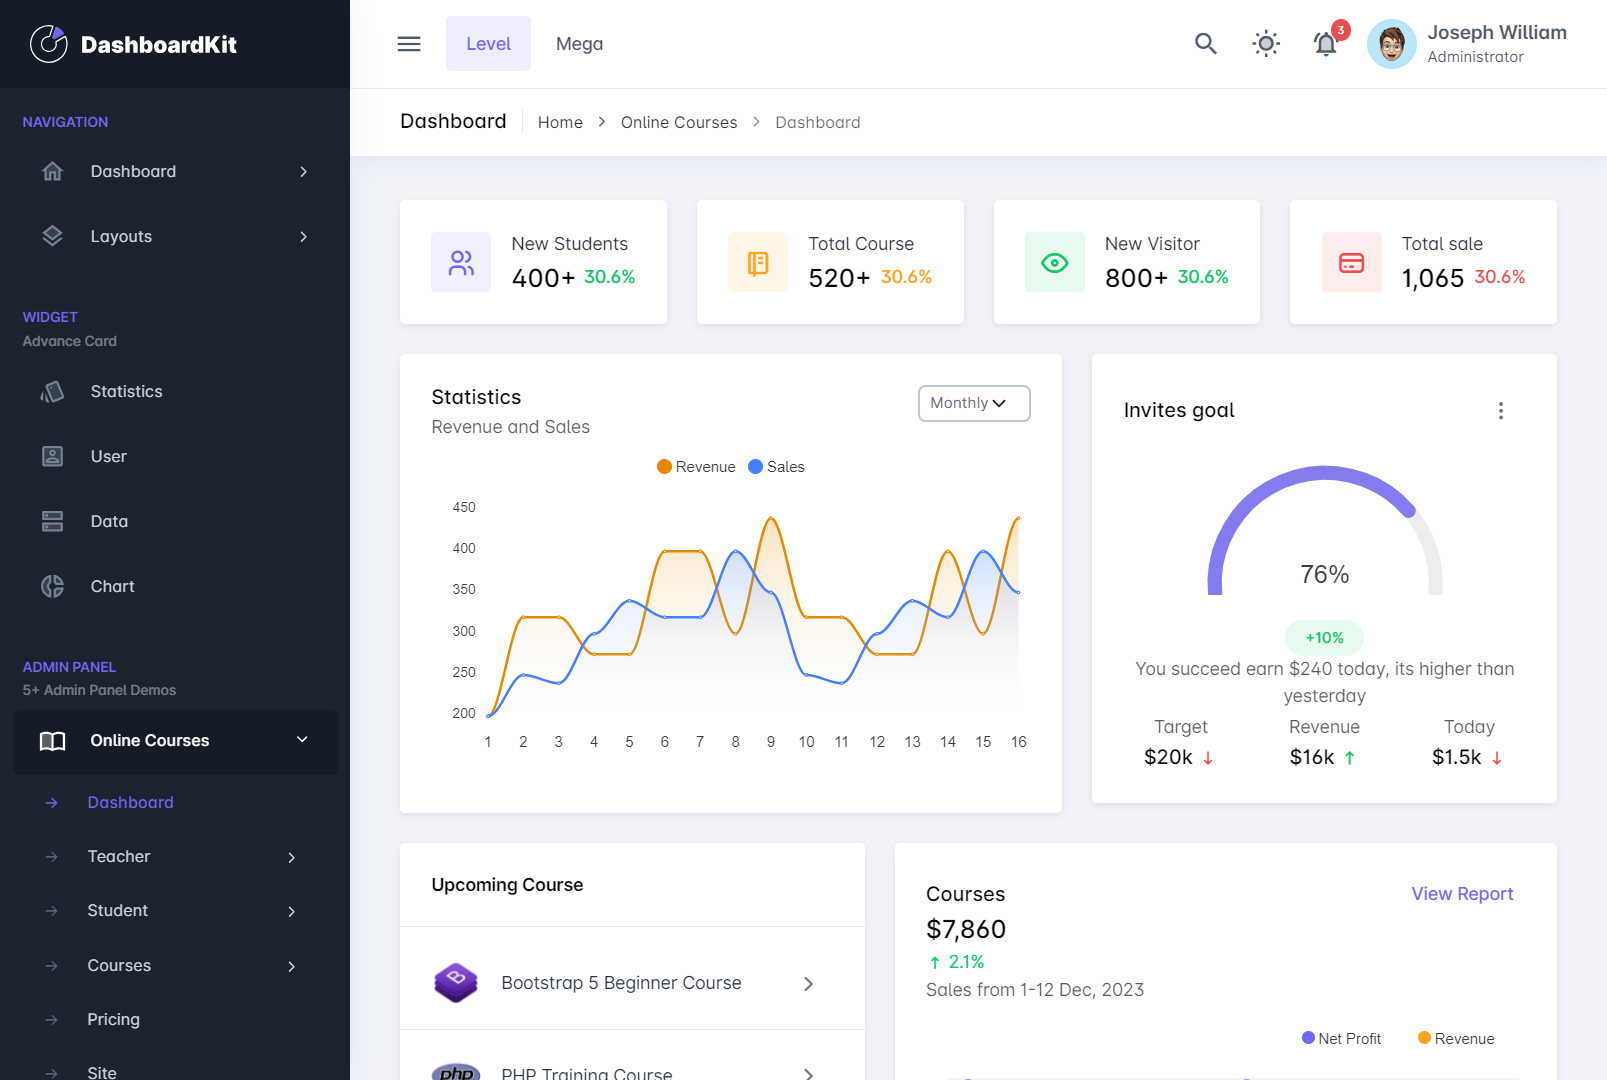 DashboardKit
NAVIGATION
Dashboard
Layouts
WIDGET
Advance Card
Statistics
User
Data
Chart
ADMIN PANEL
5+ Admin Panel Demos
Online Courses
Dashboard
Teacher
Student
Courses
Pricing
Site
Level
Mega
3
Joseph William
Administrator
Dashboard
Home > Online Courses > Dashboard
New Students
400+ 30.6%
Total Course
520+ 30.6%
New Visitor
800+ 30.6%
Total sale
1,065 30.6%
Statistics
Revenue and Sales
Monthly
Revenue Sales
450
400
350
300
250
200
1 2 3 4 5 6 7 8 9 10 11 12 13 14 15 16
Invites goal
76%
+10%
You succeed earn $240 today, its higher than
yesterday
Target Revenue Today
$20k ↓ $16k ↑ $1.5k ↓
Upcoming Course
Bootstrap 5 Beginner Course
php PHP Training Course
Courses
View Report
$7,860
↑ 2.1%
Sales from 1-12 Dec, 2023
Net Profit Revenue